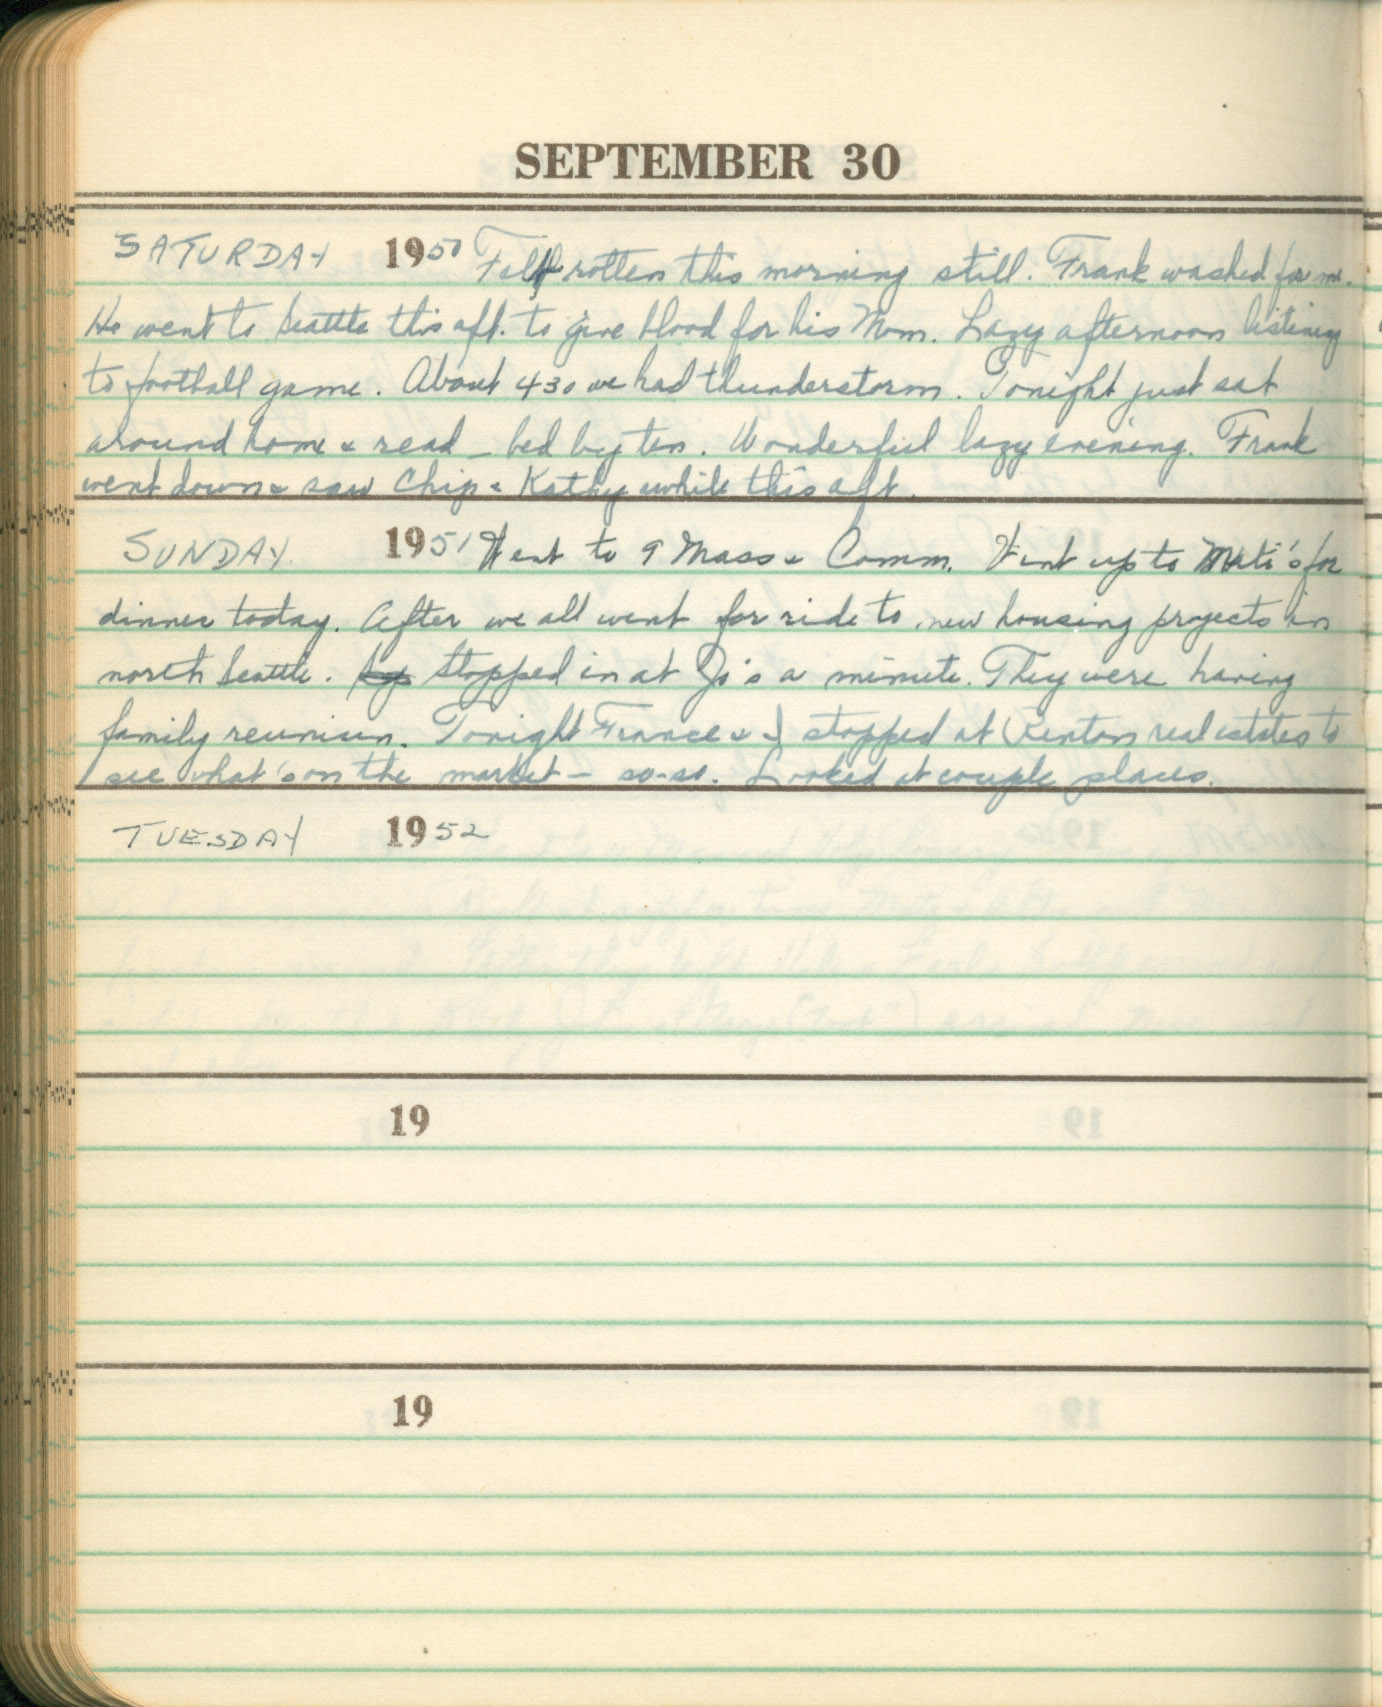 SEPTEMBER 30
SATURDAY 1950 Felt rotten this morning still. Frank washed for me.
He went to Seattle this aft. to give blood for his Mom. Lazy afternoon listening
to football game. About 430 we had thunderstorm. Tonight just sat
around home & read – bed by ten. Wonderful lazy evening. Frank
went down & saw Chip & Kathy while this aft.
SUNDAY 1951 Went to 9 Mass & Comm. Went up to for
dinner today. After we all went for ride to new housing projects in
north Seattle. Stopped in at Jo's a minute. They were having
family reunion. Tonight & I stopped at Renton real estates to
see what's on the market – so-so. Looked at couple places.
TUESDAY 1952
19
19